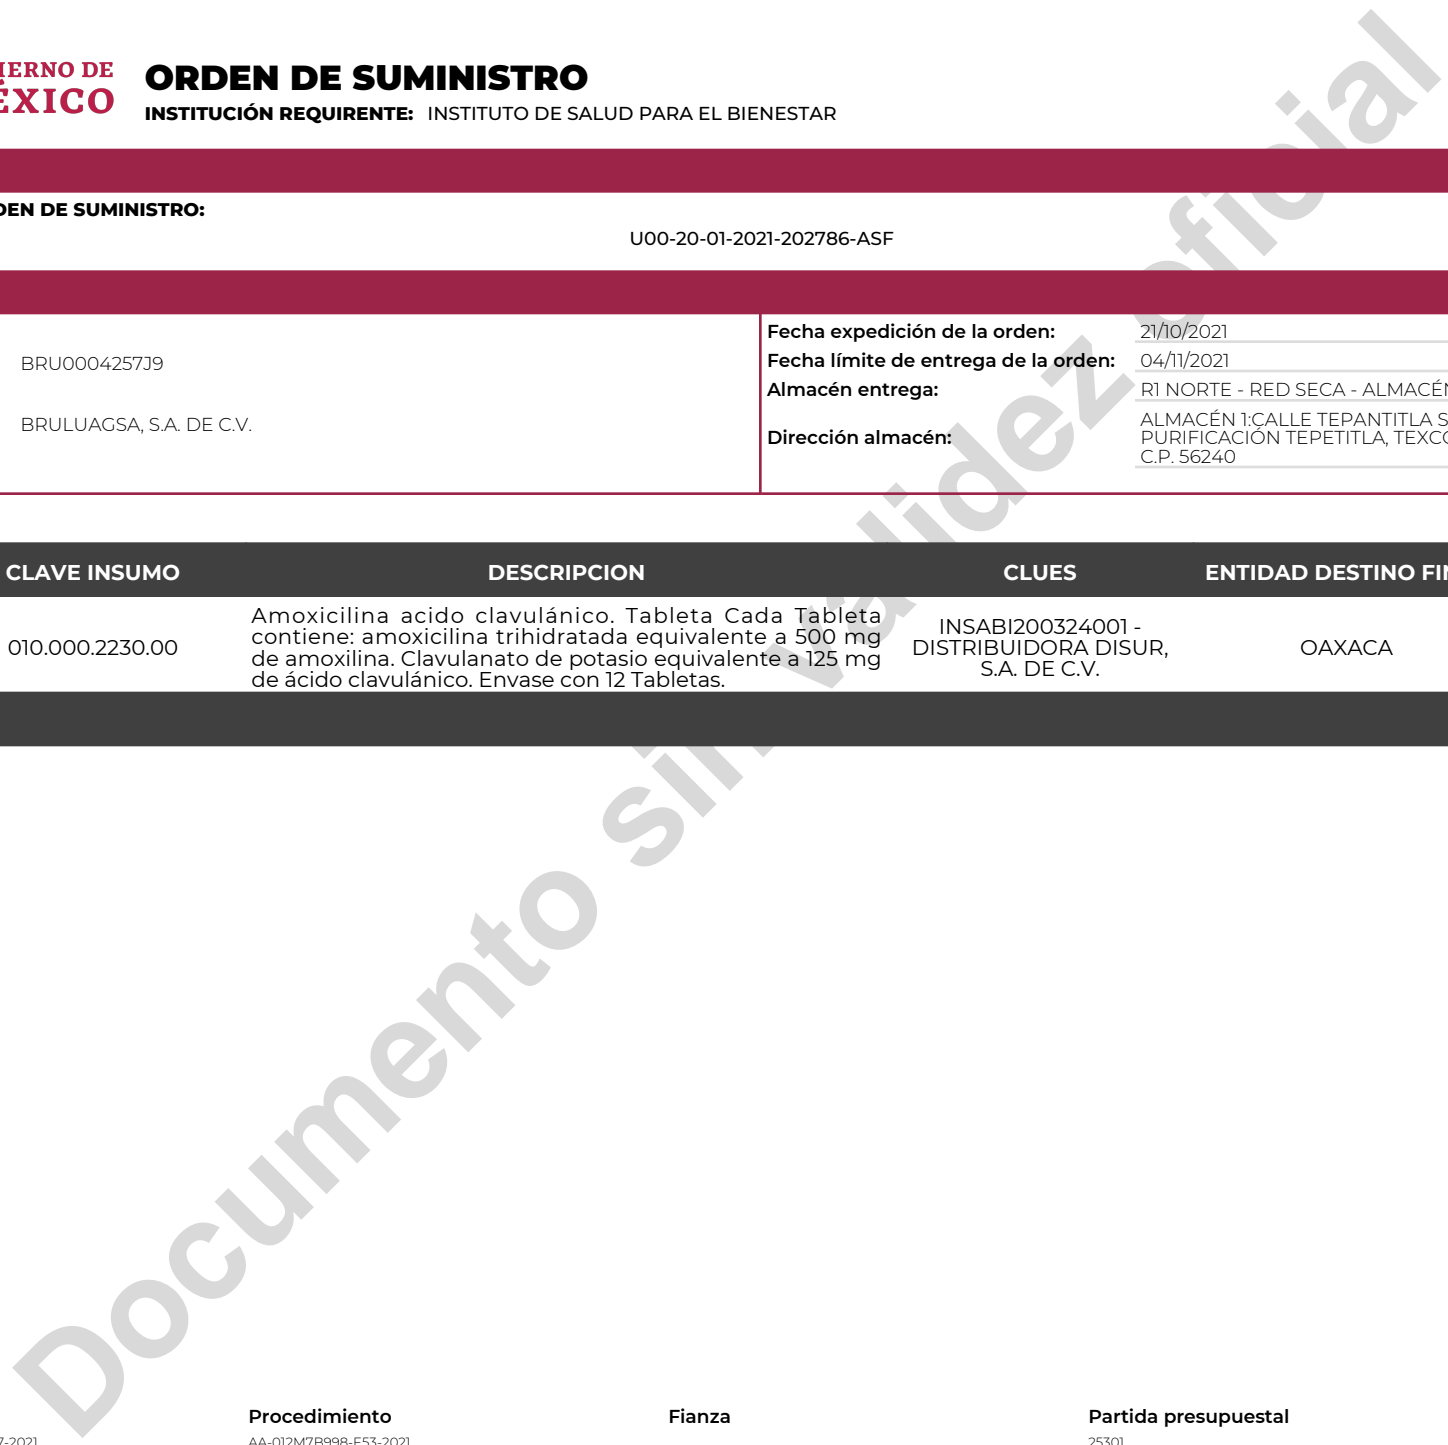 ORDEN DE SUMINISTRO
INSTITUCIÓN REQUIRENTE: INSTITUTO DE SALUD PARA EL BIENESTAR
DE
DE SUMINISTRO:
U00-20-01-2021-202786-ASF
BRU0004257J9
BRULUAGSA, S.A. DE C.V.
Fecha expedición de la orden: 21/10/2021
Fecha límite de entrega de la orden: 04/11/2021
Almacén entrega: R1 NORTE - RED SECA - ALMACÉN
Dirección almacén:
ALMACÉN 1:CALLE TEPANTITLA
PURIFICACIÓN TEPETITLA,
C.P. 56240
CLAVE INSUMO DESCRIPCION CLUES ENTIDAD DESTINO
010.000.2230.00
Amoxicilina acido clavulánico. Tableta Cada Tableta
contiene: amoxicilina trihidratada equivalente a 500 mg
de amoxilina. Clavulanato de potasio equivalente a 125 mg
de ácido clavulánico. Envase con 12 Tabletas.
INSABI200324001 -
DISTRIBUIDORA DISUR,
S.A. DE C.V.
OAXACA
Documento sin validez oficial
Procedimiento Fianza Partida presupuestal
AA-012M7B998-E53-2021 25301